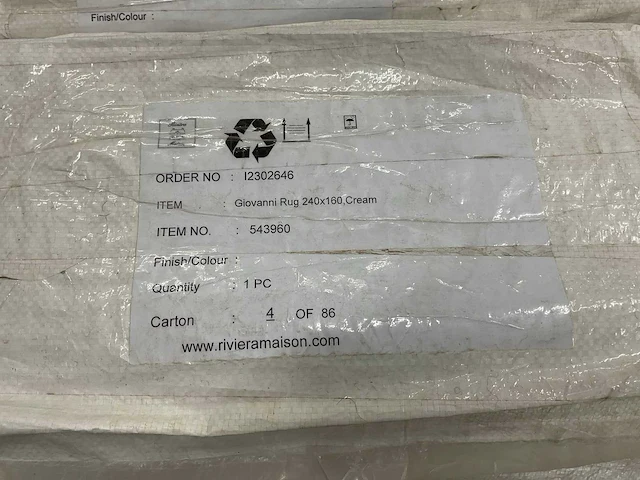 Finish/Colour :
ORDER NO : I2302646
ITEM : Giovanni Rug 240x160,Cream
ITEM NO. : 543960
Finish/Colour :
Quantity : 1 PC
Carton : 4 OF 86
www.rivieramaison.com